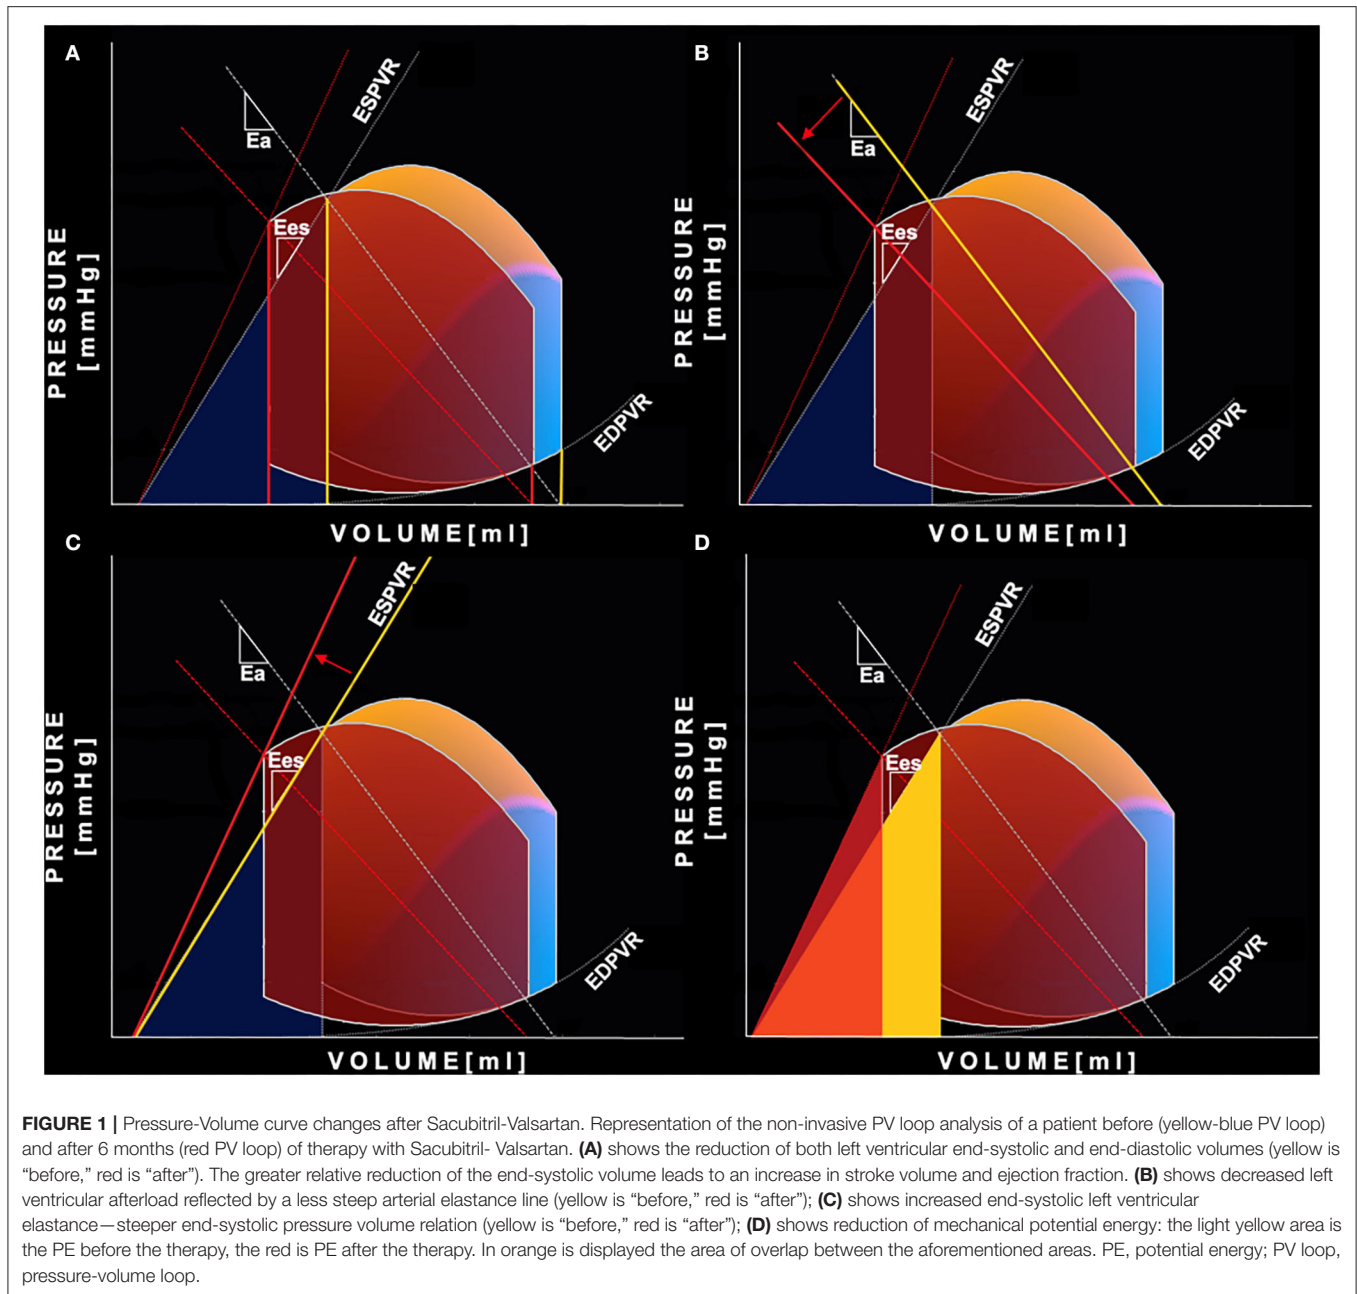 A
ESPVR
Ea
Ees
EDPVR
PRESSURE
[mmHg]
VOLUME[ml]
B
ESPVR
Ea
Ees
EDPVR
PRESSURE
[mmHg]
VOLUME[ml]
C
ESPVR
Ea
Ees
EDPVR
PRESSURE
[mmHg]
VOLUME[ml]
D
ESPVR
Ea
Ees
EDPVR
PRESSURE
[mmHg]
VOLUME[ml]
FIGURE 1 | Pressure-Volume curve changes after Sacubitril-Valsartan. Representation of the non-invasive PV loop analysis of a patient before (yellow-blue PV loop)
and after 6 months (red PV loop) of therapy with Sacubitril- Valsartan. (A) shows the reduction of both left ventricular end-systolic and end-diastolic volumes (yellow is
“before,” red is “after”). The greater relative reduction of the end-systolic volume leads to an increase in stroke volume and ejection fraction. (B) shows decreased left
ventricular afterload reflected by a less steep arterial elastance line (yellow is “before,” red is “after”); (C) shows increased end-systolic left ventricular
elastance—steeper end-systolic pressure volume relation (yellow is “before,” red is “after”); (D) shows reduction of mechanical potential energy: the light yellow area is
the PE before the therapy, the red is PE after the therapy. In orange is displayed the area of overlap between the aforementioned areas. PE, potential energy; PV loop,
pressure-volume loop.